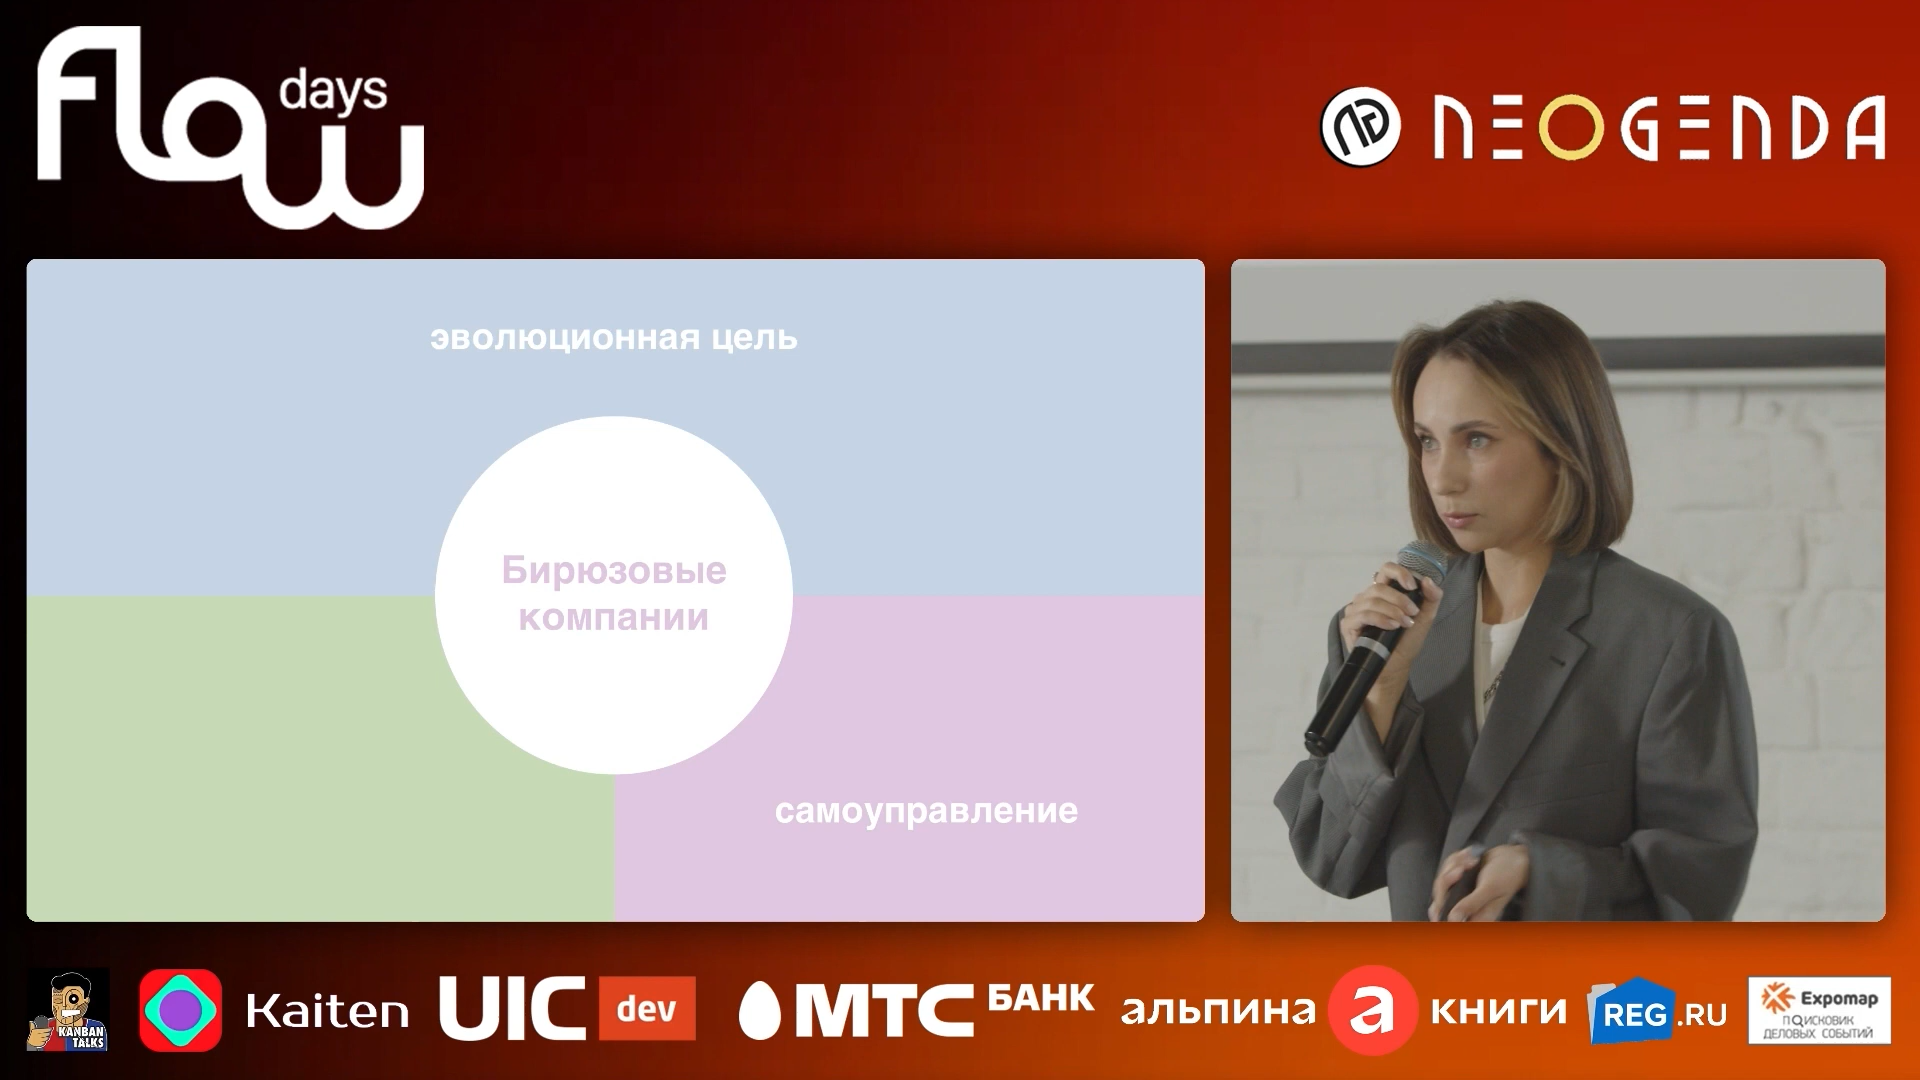 flow
days
NEOGENDA
эволюционная цель
Бирюзовые
компании
самоуправление
KANBAN
TALKS
Kaiten
UIC dev
МТС БАНК
альпина а книги
REG.RU
Expomap
ПОИСКОВИК
ДЕЛОВЫХ СОБЫТИЙ